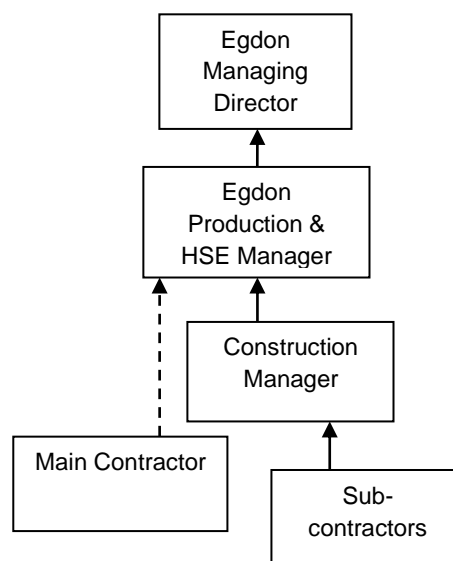 Egdon
Managing
Director
Egdon
Production &
HSE Manager
Construction
Manager
Main Contractor
Sub-
contractors